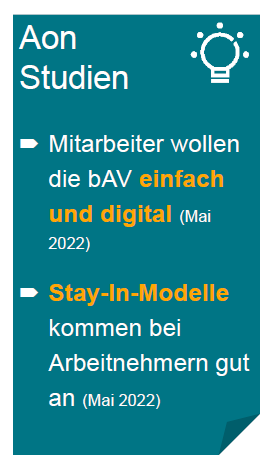 Aon
Studien
Mitarbeiter wollen
die bAV einfach
und digital (Mai
2022)
Stay-In-Modelle
kommen bei
Arbeitnehmern gut
an (Mai 2022)